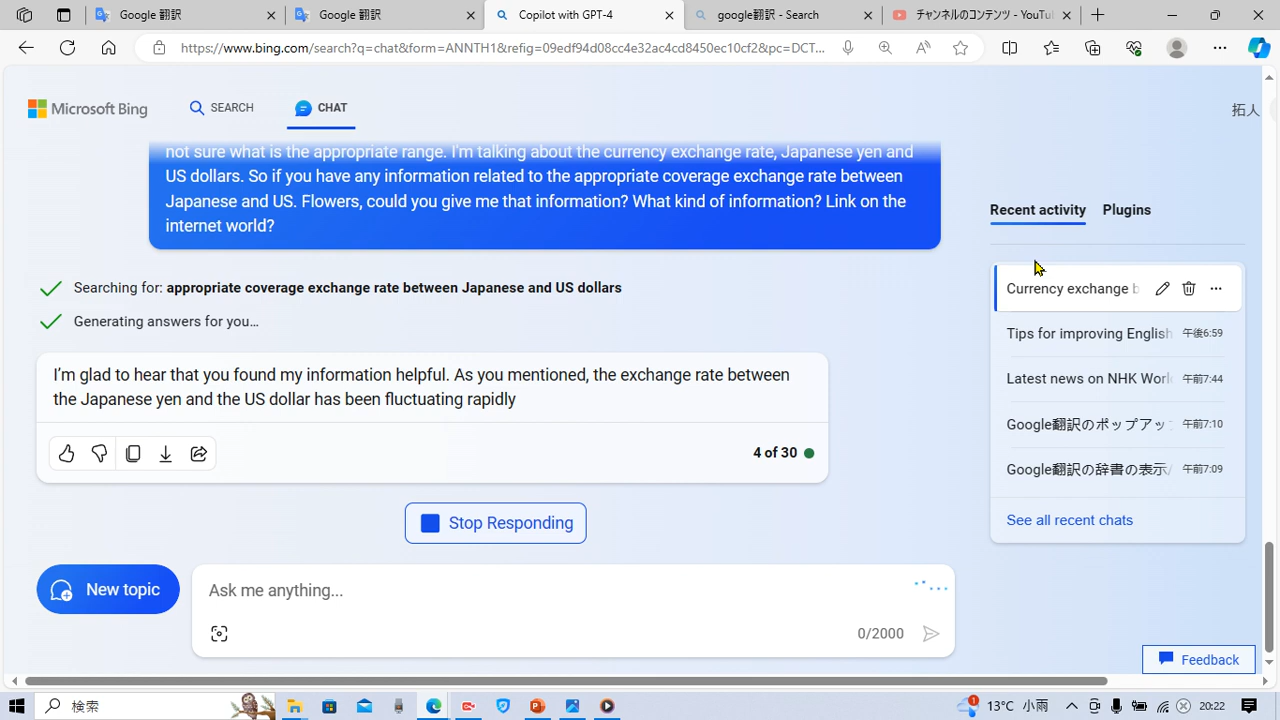 Google 翻訳
Google 翻訳
Copilot with GPT-4
google翻訳 - Search
チャンネルのコンテンツ - YouTu
https://www.bing.com/search?q=chat&form=ANNTH1&refig=09edf94d08cc4e32ac4cd8450ec10cf2&pc=DCT...
Microsoft Bing
SEARCH
CHAT
拓人
not sure what is the appropriate range. I'm talking about the currency exchange rate, Japanese yen and
US dollars. So if you have any information related to the appropriate coverage exchange rate between
Japanese and US. Flowers, could you give me that information? What kind of information? Link on the
internet world?
Searching for: appropriate coverage exchange rate between Japanese and US dollars
Generating answers for you…
I'm glad to hear that you found my information helpful. As you mentioned, the exchange rate between
the Japanese yen and the US dollar has been fluctuating rapidly
4 of 30
Stop Responding
New topic
Ask me anything...
0/2000
Recent activity
Plugins
Currency exchange b
Tips for improving English 午後6:59
Latest news on NHK Worl 午前7:44
Google翻訳のポップアッ 午前7:10
Google翻訳の辞書の表示 午前7:09
See all recent chats
Feedback
検索
1
13°C 小雨
20:22